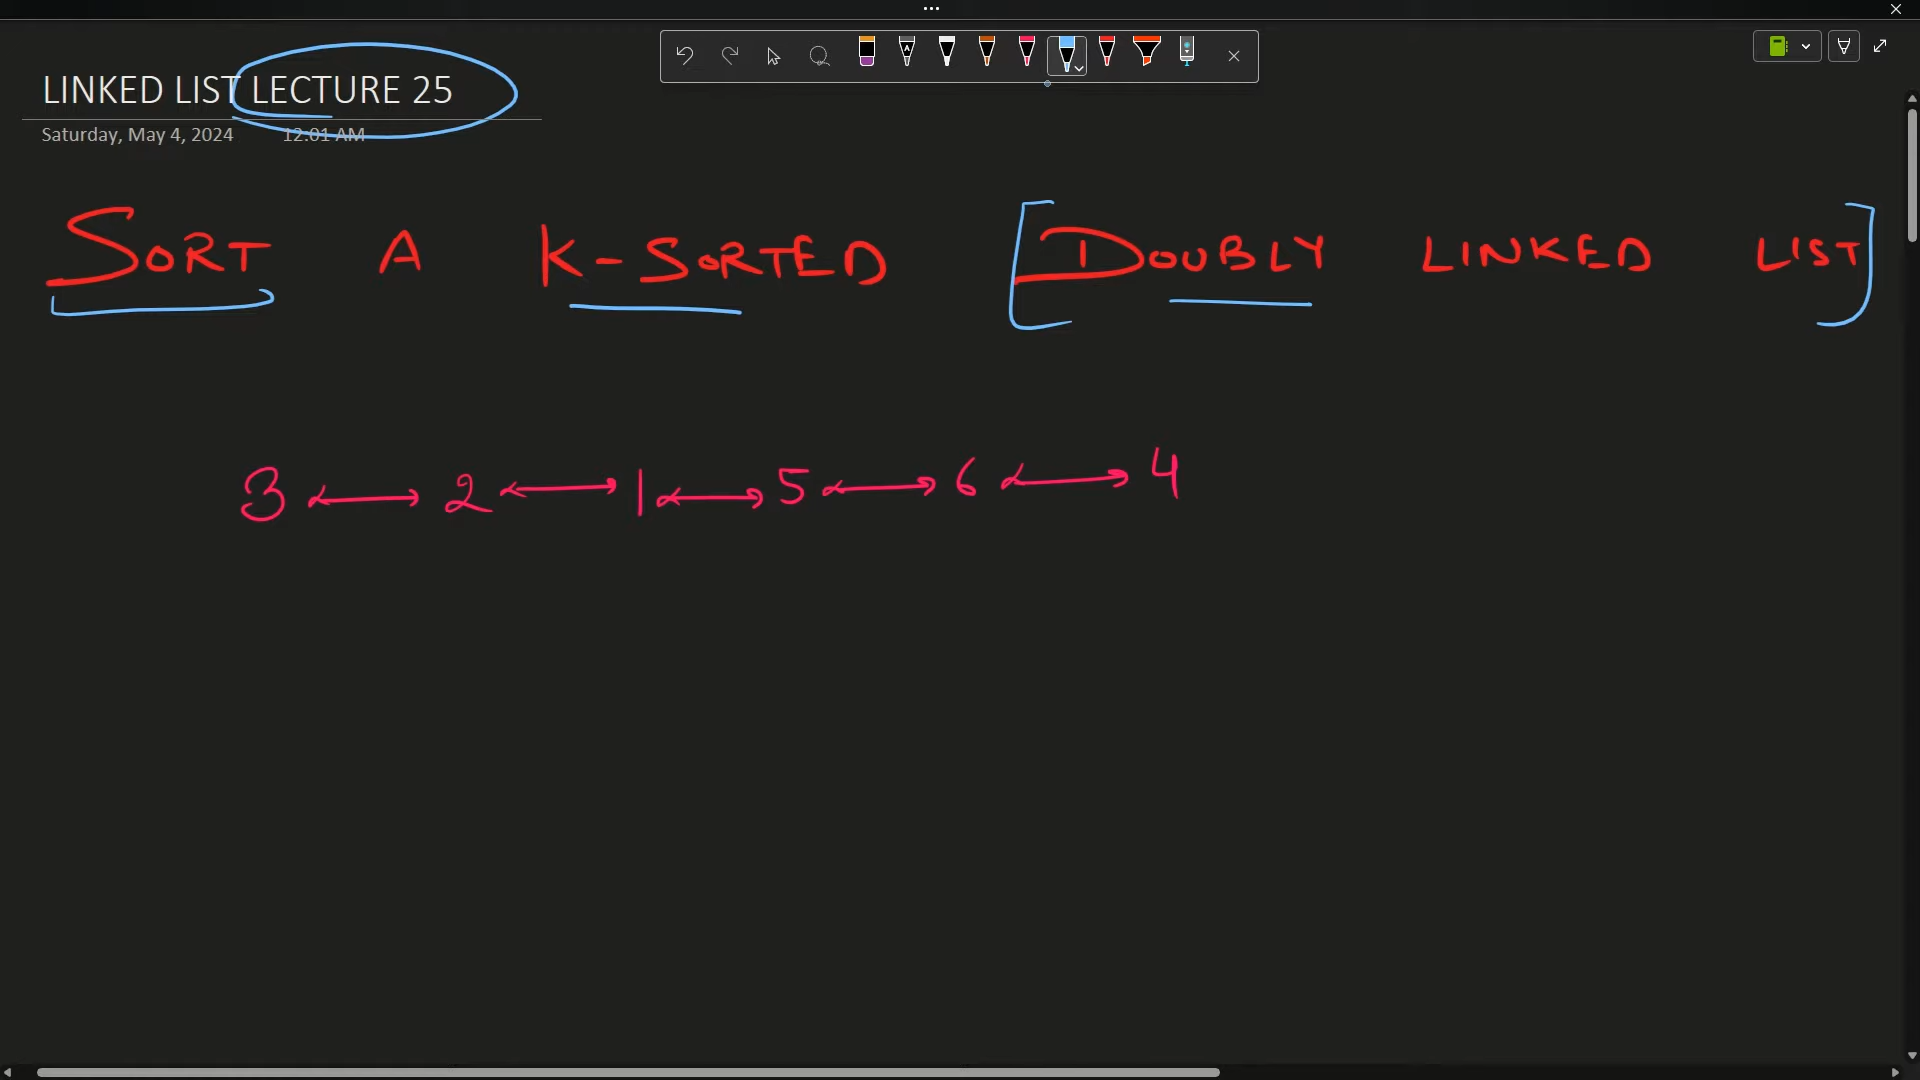 LINKED LIST LECTURE 25
Saturday, May 4, 2024 12:01 AM
SORT A K-SORTED [DOUBLY LINKED LIST]
3 ↔ 2 ↔ 1 ↔ 5 ↔ 6 ↔ 4